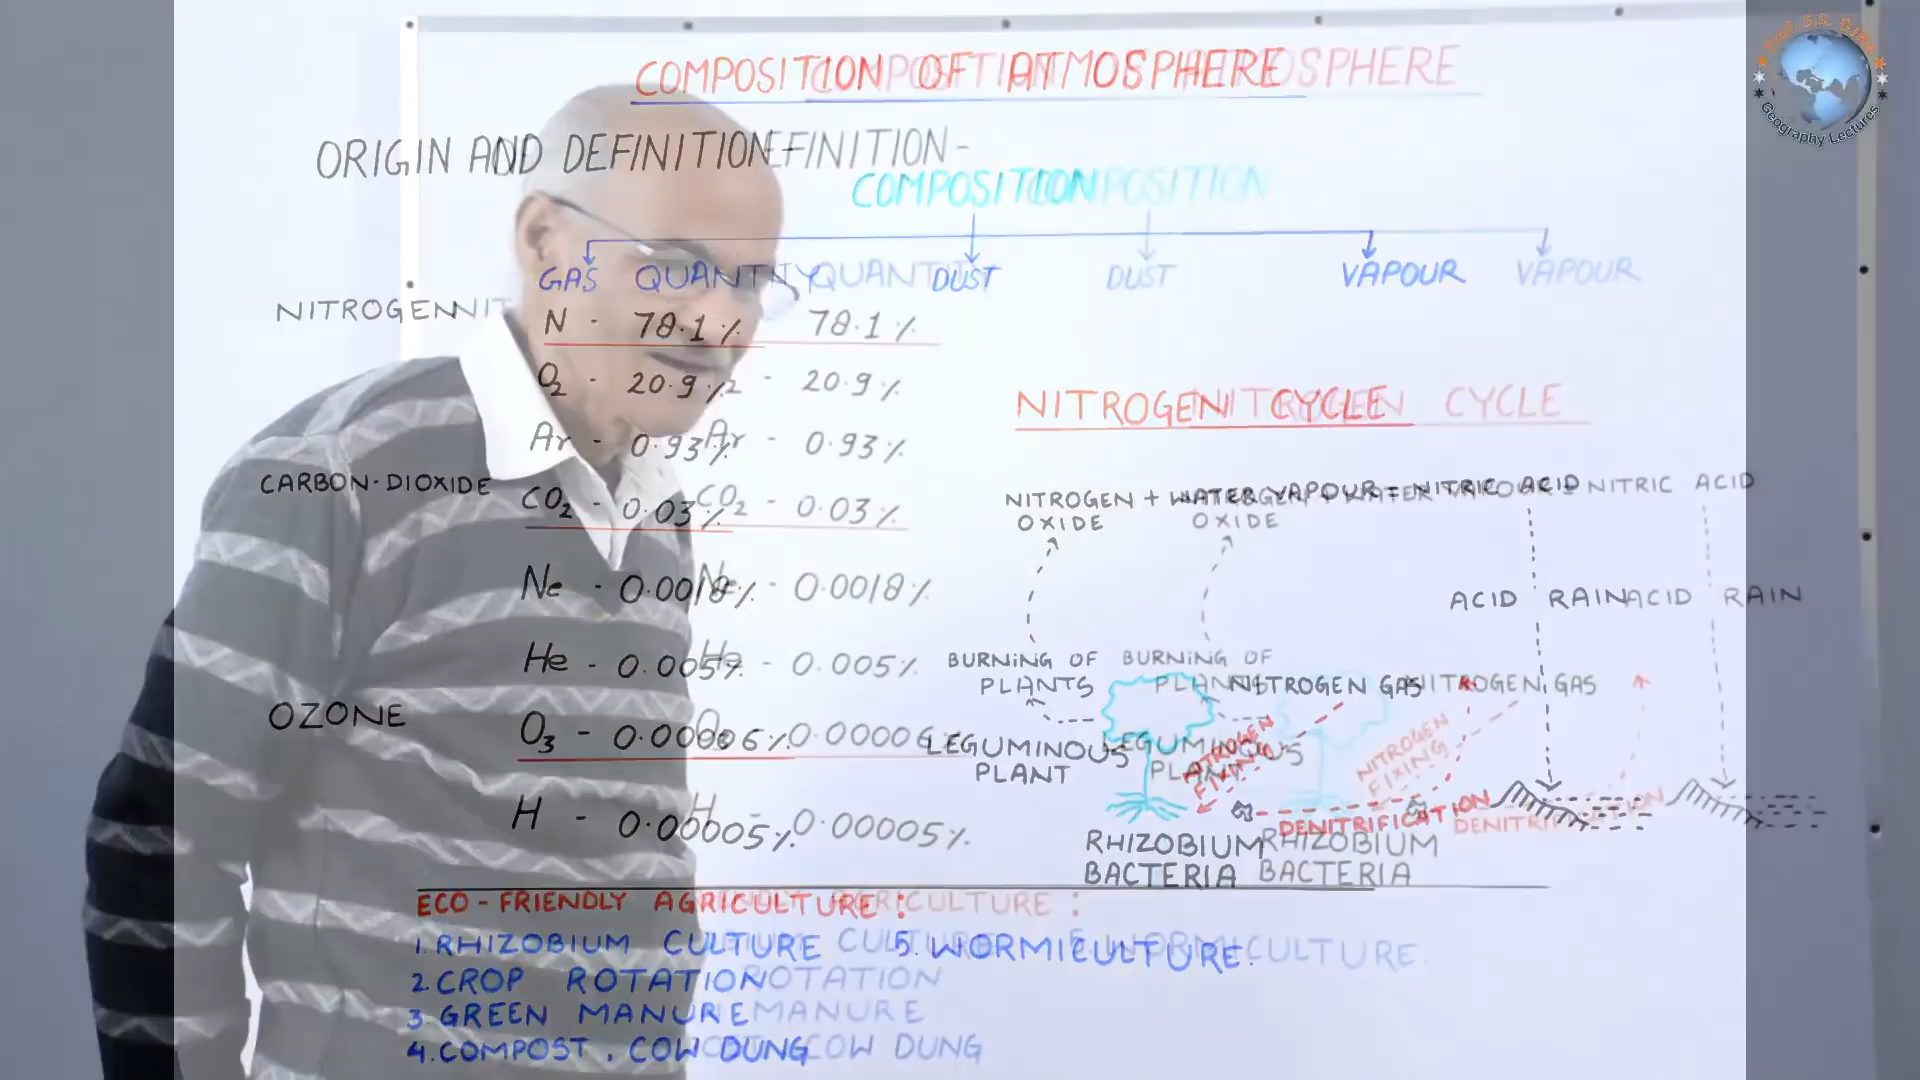 COMPOSITION OF ATMOSPHERE
ORIGIN AND DEFINITION-
COMPOSITION
GAS QUANTITY DUST VAPOUR
NITROGEN N - 78.1%
O2 - 20.9%
Ar - 0.93%
CARBON-DIOXIDE CO2 - 0.03%
Ne - 0.0018%
He - 0.005%
OZONE O3 - 0.00006%
H - 0.00005%
NITROGEN CYCLE
NITROGEN OXIDE + WATER VAPOUR = NITRIC ACID
ACID RAIN
BURNING OF
PLANTS
NITROGEN GAS
NITROGEN
FIXING
LEGUMINOUS
PLANT
DENITRIFICATION
RHIZOBIUM
BACTERIA
ECO-FRIENDLY AGRICULTURE:
1. RHIZOBIUM CULTURE 5. WORMICULTURE.
2. CROP ROTATION
3. GREEN MANURE
4. COMPOST, COW DUNG
Prof. S.S. Ojha
Geography Lectures